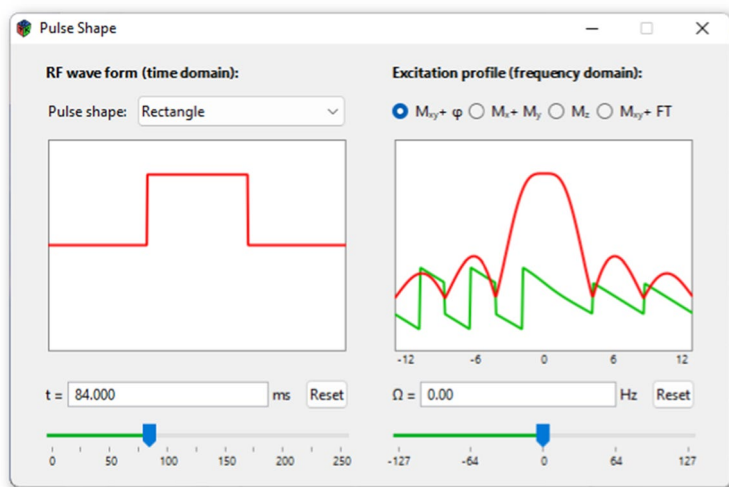 Pulse Shape
RF wave form (time domain):
Pulse shape: Rectangle
t = 84.000 ms Reset
0 50 100 150 200 250
Excitation profile (frequency domain):
Mxy+ φ Mx+ My Mz Mxy+ FT
-12 -6 0 6 12
Ω = 0.00 Hz Reset
-127 -64 0 64 127